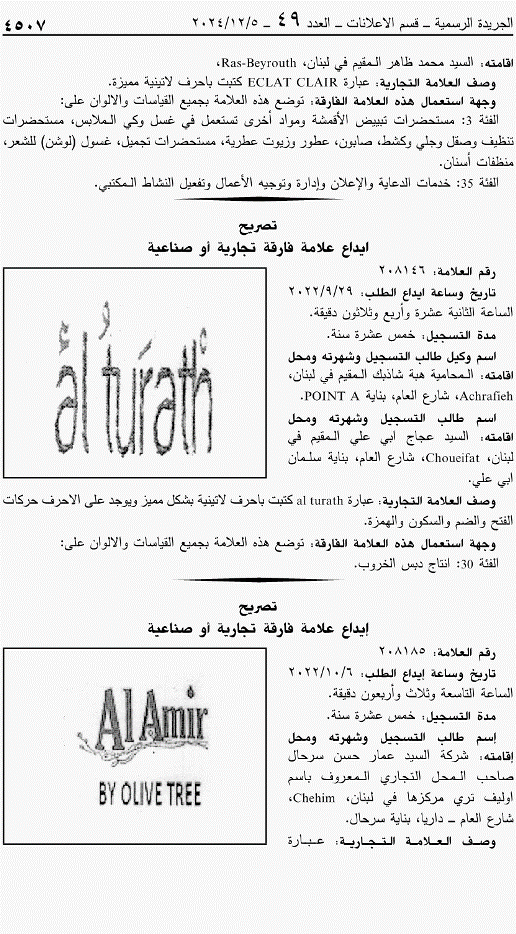 الجريدة الرسمية ــ قسم الاعلانات ــ العدد ٤٩ ــ ٢٠٢٤/١٢/٥
٤٥٠٧
اقامته: السيد محمد ظاهر المقيم في لبنان، Ras-Beyrouth،
وصف العلامة التجارية: عبارة ECLAT CLAIR كتبت باحرف لاتينية مميزة.
وجهة استعمال هذه العلامة الفارقة: توضع هذه العلامة بجميع القياسات والالوان على:
الفئة 3: مستحضرات تبييض الأقمشة ومواد أخرى تستعمل في غسل وكي الملابس، مستحضرات
تنظيف وصقل وجلي وكشط، صابون، عطور وزيوت عطرية، مستحضرات تجميل، غسول (لوشن) للشعر،
منظفات أسنان.
الفئة 35: خدمات الدعاية والإعلان وإدارة وتوجيه الأعمال وتفعيل النشاط المكتبي.
تصريح
ايداع علامة فارقة تجارية أو صناعية
رقم العلامة: ٢٠٨١٤٦
تاريخ وساعة ايداع الطلب: ٢٠٢٢/٩/٢٩
الساعة الثانية عشرة وأربع وثلاثون دقيقة.
مدة التسجيل: خمس عشرة سنة.
اسم وكيل طالب التسجيل وشهرته ومحل
اقامته: المحامية هبة شاذبك المقيم في لبنان،
Achrafieh، شارع العام، بناية POINT A.
اسم طالب التسجيل وشهرته ومحل
اقامته: السيد عجاج ابي علي المقيم في
لبنان، Choueifat، شارع العام، بناية سلمان
ابي علي.
al turath
وصف العلامة التجارية: عبارة al turath كتبت باحرف لاتينية بشكل مميز ويوجد على الاحرف حركات
الفتح والضم والسكون والهمزة.
وجهة استعمال هذه العلامة الفارقة: توضع هذه العلامة بجميع القياسات والالوان على:
الفئة 30: انتاج دبس الخروب.
تصريح
إيداع علامة فارقة تجارية أو صناعية
رقم العلامة: ٢٠٨١٨٥
تاريخ وساعة إيداع الطلب: ٢٠٢٢/١٠/٦
الساعة التاسعة وثلاث وأربعون دقيقة.
مدة التسجيل: خمس عشرة سنة.
إسم طالب التسجيل وشهرته ومحل
إقامته: شركة السيد عمار حسن سرحال
صاحب المحل التجاري المعروف باسم
اوليف تري مركزها في لبنان، Chehim،
شارع العام ــ داريا، بناية سرحال.
وصف العلامة التجارية: عبارة
Al Amir
BY OLIVE TREE